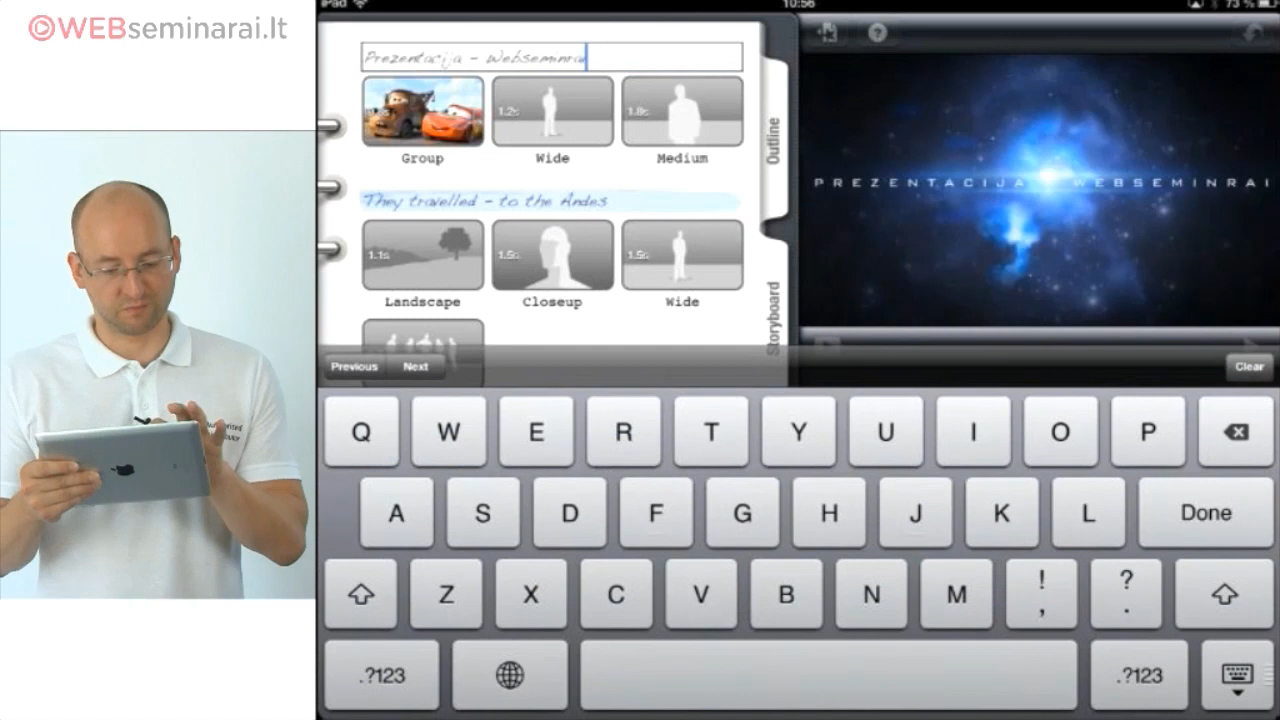 ©WEBseminarai.lt
iPad
10:56
73 %
Prezentacija - Webseminrai
1.2s
1.8s
Group
Wide
Medium
They travelled - to the Andes
1.1s
1.5s
1.5s
Landscape
Closeup
Wide
Outline
Storyboard
?
PREZENTACIJA - WEBSEMINRAI
Previous
Next
Clear
Q W E R T Y U I O P
A S D F G H J K L Done
Z X C V B N M ! , ? .
.?123
.?123